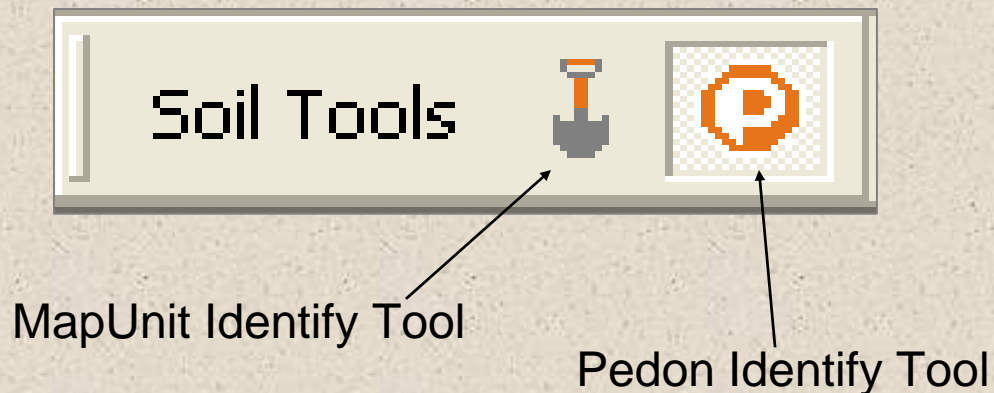 Soil Tools
P
MapUnit Identify Tool
Pedon Identify Tool